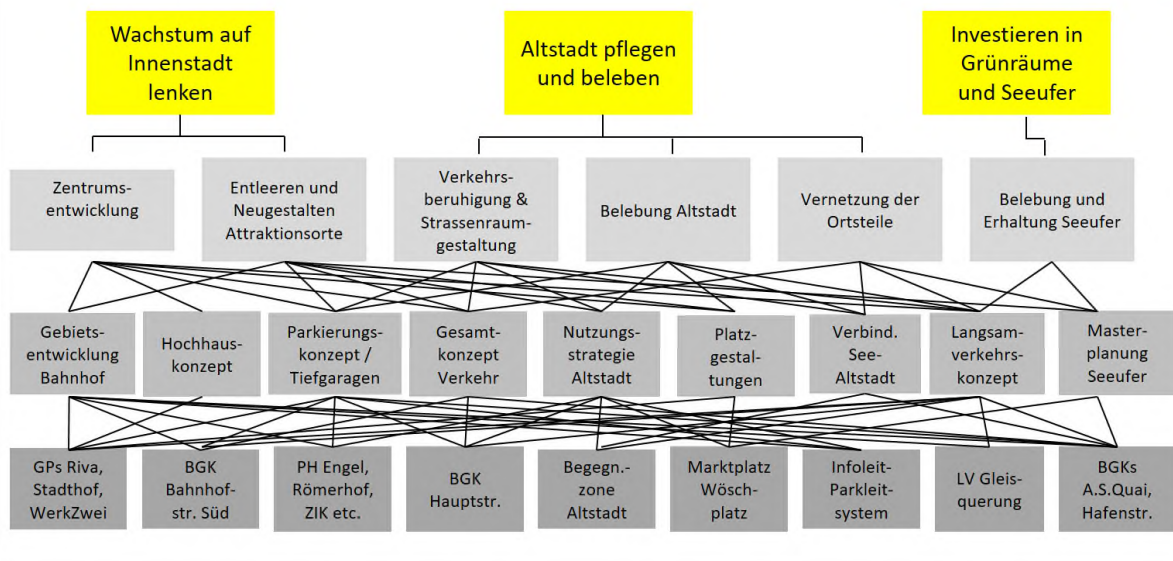 Wachstum auf
Innenstadt
lenken
Altstadt pflegen
und beleben
Investieren in
Grünräume
und Seeufer
Zentrums-
entwicklung
Entleeren und
Neugestalten
Attraktionsorte
Verkehrs-
beruhigung &
Strassenraum-
gestaltung
Belebung Altstadt
Vernetzung der
Ortsteile
Belebung und
Erhaltung Seeufer
Gebiets-
entwicklung
Bahnhof
Hochhaus-
konzept
Parkierungs-
konzept /
Tiefgaragen
Gesamt-
konzept
Verkehr
Nutzungs-
strategie
Altstadt
Platz-
gestal-
tungen
Verbind.
See-
Altstadt
Langsam-
verkehrs-
konzept
Master-
planung
Seeufer
GPs Riva,
Stadthof,
WerkZwei
BGK
Bahnhof-
str. Süd
PH Engel,
Römerhof,
ZIK etc.
BGK
Hauptstr.
Begegn.-
zone
Altstadt
Marktplatz
Wösch-
platz
Infoleit-
Parkleit-
system
LV Gleis-
querung
BGKs
A.S.Quai,
Hafenstr.